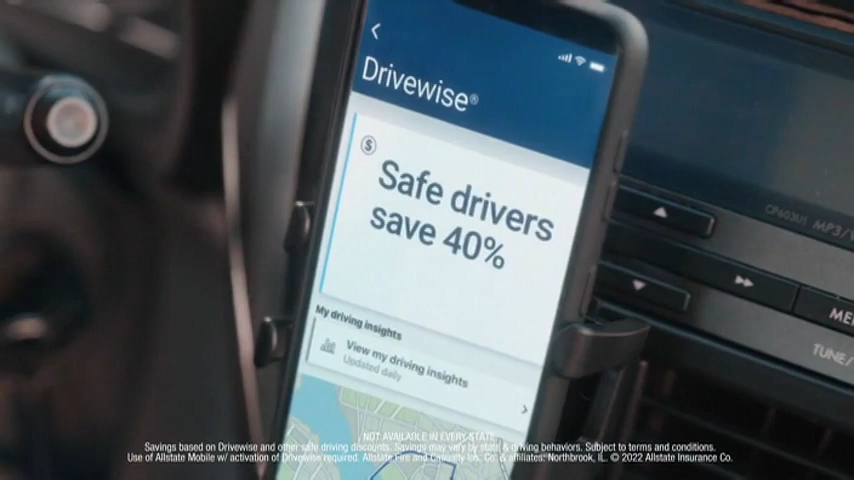 Drivewise®
$
Safe drivers
save 40%
My driving insights
View my driving insights
Updated daily
CP603U1 MP3/
TUNE/
NOT AVAILABLE IN EVERY STATE
Savings based on Drivewise and other safe driving discounts. Savings may vary by state & driving behaviors. Subject to terms and conditions.
Use of Allstate Mobile w/ activation of Drivewise required. Allstate Fire and Casualty Ins. Co. & affiliates: Northbrook, IL. © 2022 Allstate Insurance Co.